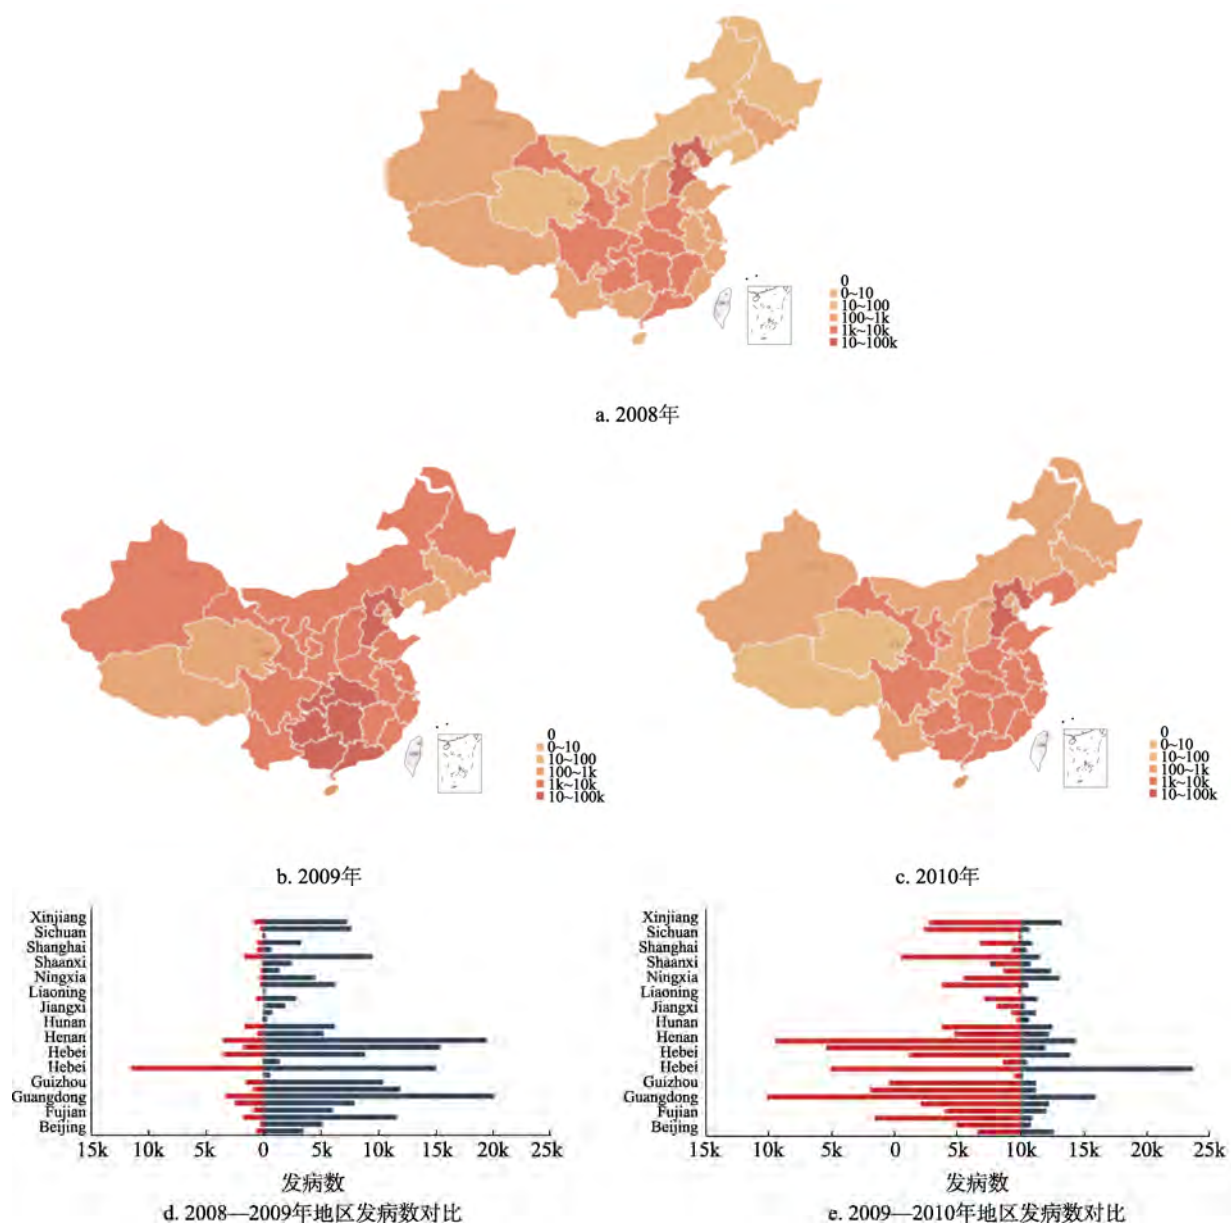 0
0~10
10~100
100~1k
1k~10k
10~100k
a. 2008年
0
0~10
10~100
100~1k
1k~10k
10~100k
b. 2009年
0
0~10
10~100
100~1k
1k~10k
10~100k
c. 2010年
Xinjiang
Sichuan
Shanghai
Shaanxi
Ningxia
Liaoning
Jiangxi
Hunan
Henan
Hebei
Hebei
Guizhou
Guangdong
Fujian
Beijing
15k 10k 5k 0 5k 10k 15k 20k 25k
发病数
d. 2008—2009年地区发病数对比
Xinjiang
Sichuan
Shanghai
Shaanxi
Ningxia
Liaoning
Jiangxi
Hunan
Henan
Hebei
Hebei
Guizhou
Guangdong
Fujian
Beijing
15k 10k 5k 0 5k 10k 15k 20k 25k
发病数
e. 2009—2010年地区发病数对比